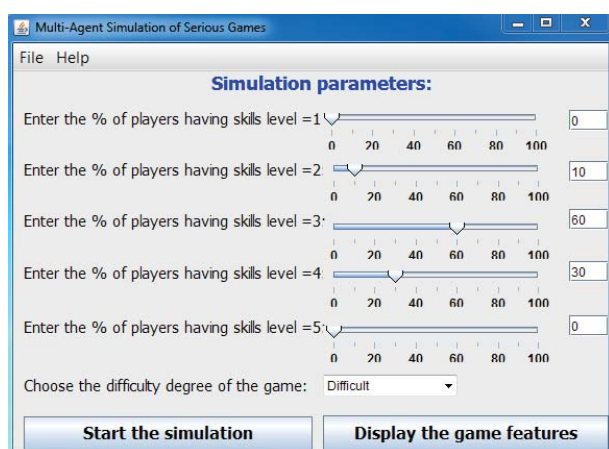 Multi-Agent Simulation of Serious Games
File Help
Simulation parameters:
Enter the % of players having skills level =1 0
0 20 40 60 80 100
Enter the % of players having skills level =2: 10
0 20 40 60 80 100
Enter the % of players having skills level =3: 60
0 20 40 60 80 100
Enter the % of players having skills level =4: 30
0 20 40 60 80 100
Enter the % of players having skills level =5: 0
0 20 40 60 80 100
Choose the difficulty degree of the game: Difficult
Start the simulation Display the game features